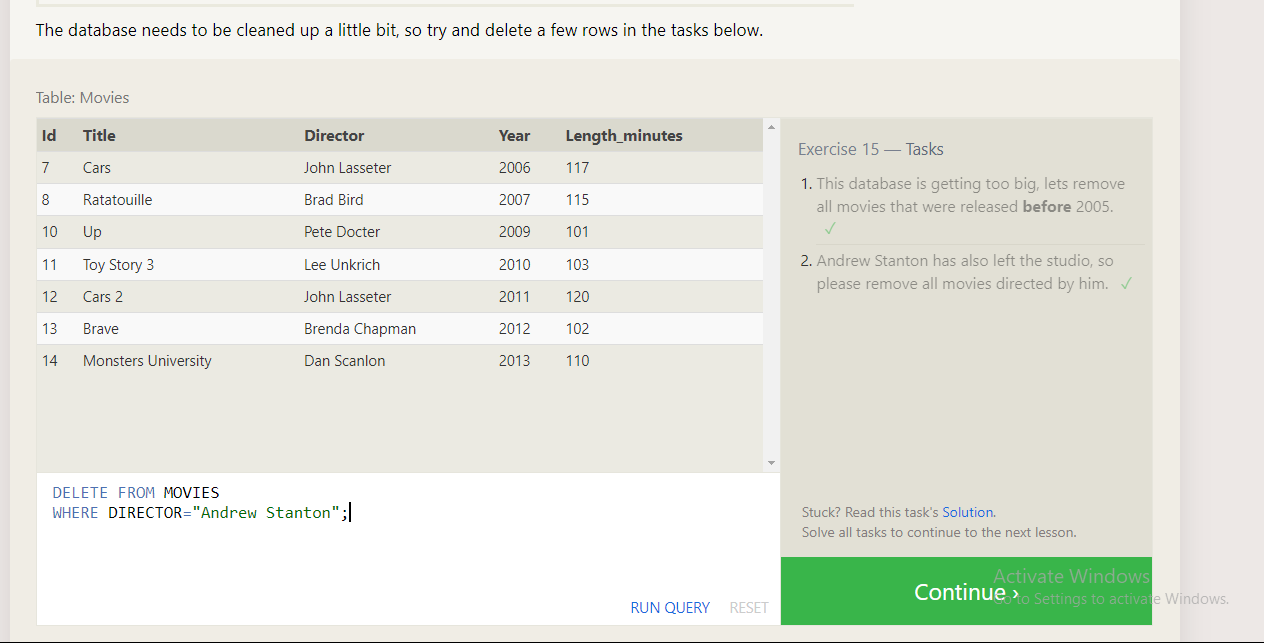 The database needs to be cleaned up a little bit, so try and delete a few rows in the tasks below.
Table: Movies
Id Title Director Year Length_minutes
7 Cars John Lasseter 2006 117
8 Ratatouille Brad Bird 2007 115
10 Up Pete Docter 2009 101
11 Toy Story 3 Lee Unkrich 2010 103
12 Cars 2 John Lasseter 2011 120
13 Brave Brenda Chapman 2012 102
14 Monsters University Dan Scanlon 2013 110
DELETE FROM MOVIES
WHERE DIRECTOR="Andrew Stanton";
RUN QUERY RESET
Exercise 15 — Tasks
1. This database is getting too big, lets remove
all movies that were released before 2005.
✓
2. Andrew Stanton has also left the studio, so
please remove all movies directed by him. ✓
Stuck? Read this task's Solution.
Solve all tasks to continue to the next lesson.
Continue ›
Activate Windows
Go to Settings to activate Windows.